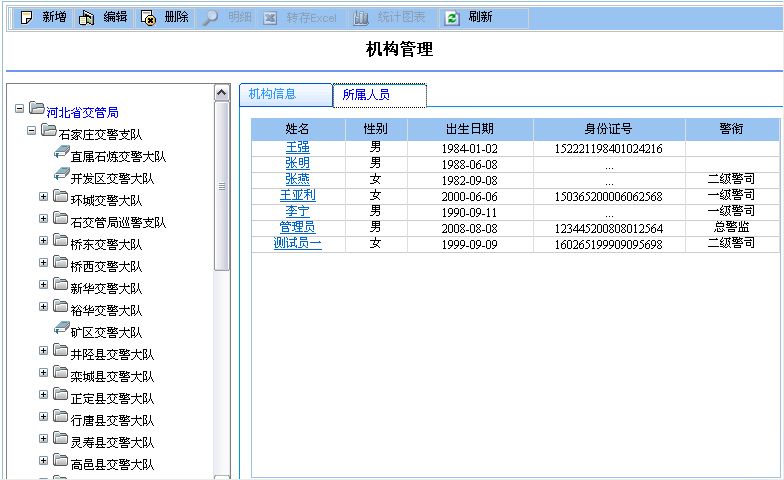 新增 编辑 删除 明细 转存Excel 统计图表 刷新
机构管理
河北省交管局
石家庄交警支队
直属石炼交警大队
开发区交警大队
环城交警大队
石交管局巡警支队
桥东交警大队
桥西交警大队
新华交警大队
裕华交警大队
矿区交警大队
井陉县交警大队
栾城县交警大队
正定县交警大队
行唐县交警大队
灵寿县交警大队
高邑县交警大队
机构信息 所属人员
姓名 性别 出生日期 身份证号 警衔
王强 男 1984-01-02 152221198401024216
张明 男 1988-06-08 ...
张燕 女 1982-09-08 二级警司
王亚利 女 2000-06-06 150365200006062568 一级警司
李宁 男 1990-09-11 ... 一级警司
管理员 男 2008-08-08 123445200808012564 总警监
测试员一 女 1999-09-09 160265199909095698 二级警司